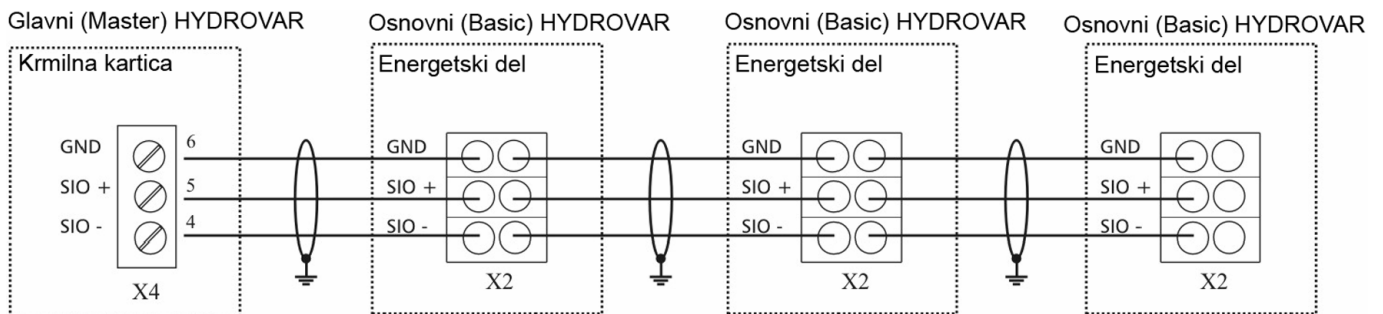 Glavni (Master) HYDROVAR
Osnovni (Basic) HYDROVAR
Osnovni (Basic) HYDROVAR
Osnovni (Basic) HYDROVAR
Krmilna kartica
Energetski del
Energetski del
Energetski del
GND
6
GND
GND
GND
SIO +
5
SIO +
SIO +
SIO +
SIO -
4
SIO -
SIO -
SIO -
X4
X2
X2
X2